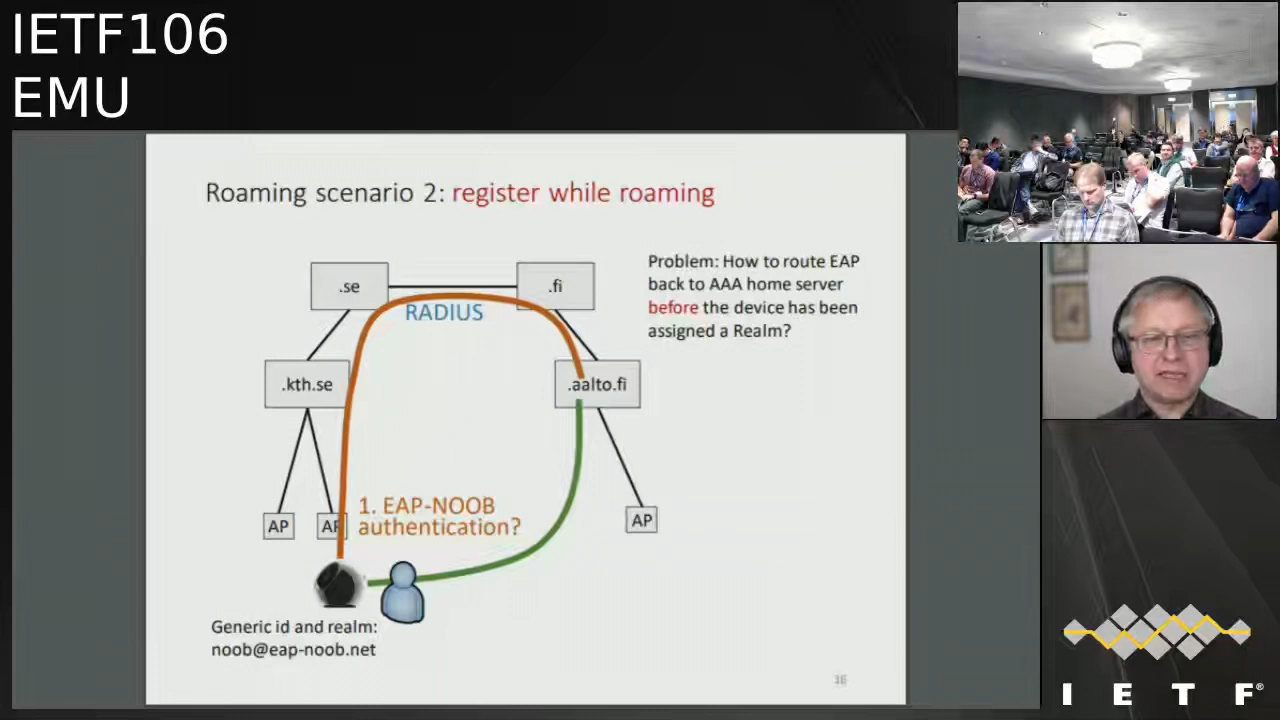 IETF106
EMU
Roaming scenario 2: register while roaming
.se
.fi
RADIUS
Problem: How to route EAP
back to AAA home server
before the device has been
assigned a Realm?
.kth.se
.aalto.fi
1. EAP-NOOB
authentication?
AP
AP
AP
Generic id and realm:
noob@eap-noob.net
16
I E T F®